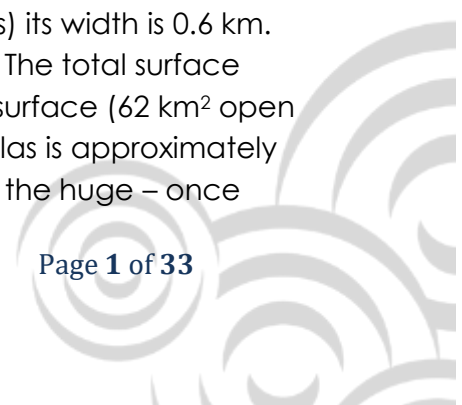 s) its width is 0.6 km.
The total surface
surface (62 km² open
las is approximately
the huge – once
Page 1 of 33